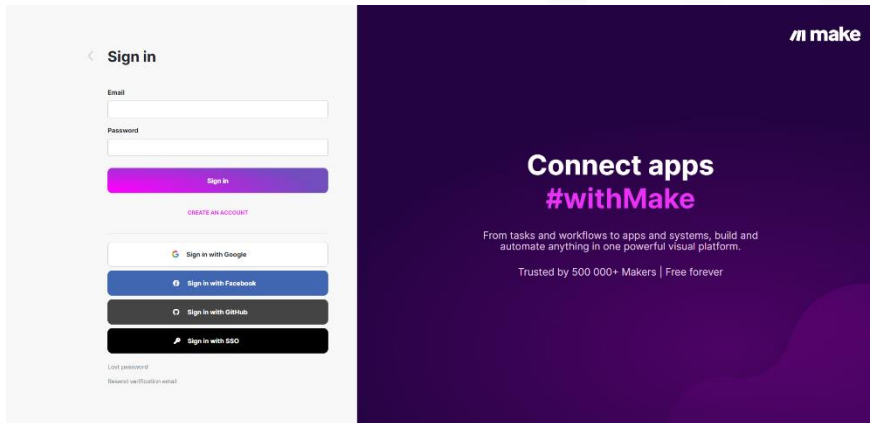 Sign in
Email
Password
Sign in
CREATE AN ACCOUNT
Sign in with Google
Sign in with Facebook
Sign in with GitHub
Sign in with SSO
Lost password
Resend verification email
make
Connect apps
#withMake
From tasks and workflows to apps and systems, build and
automate anything in one powerful visual platform.
Trusted by 500 000+ Makers | Free forever